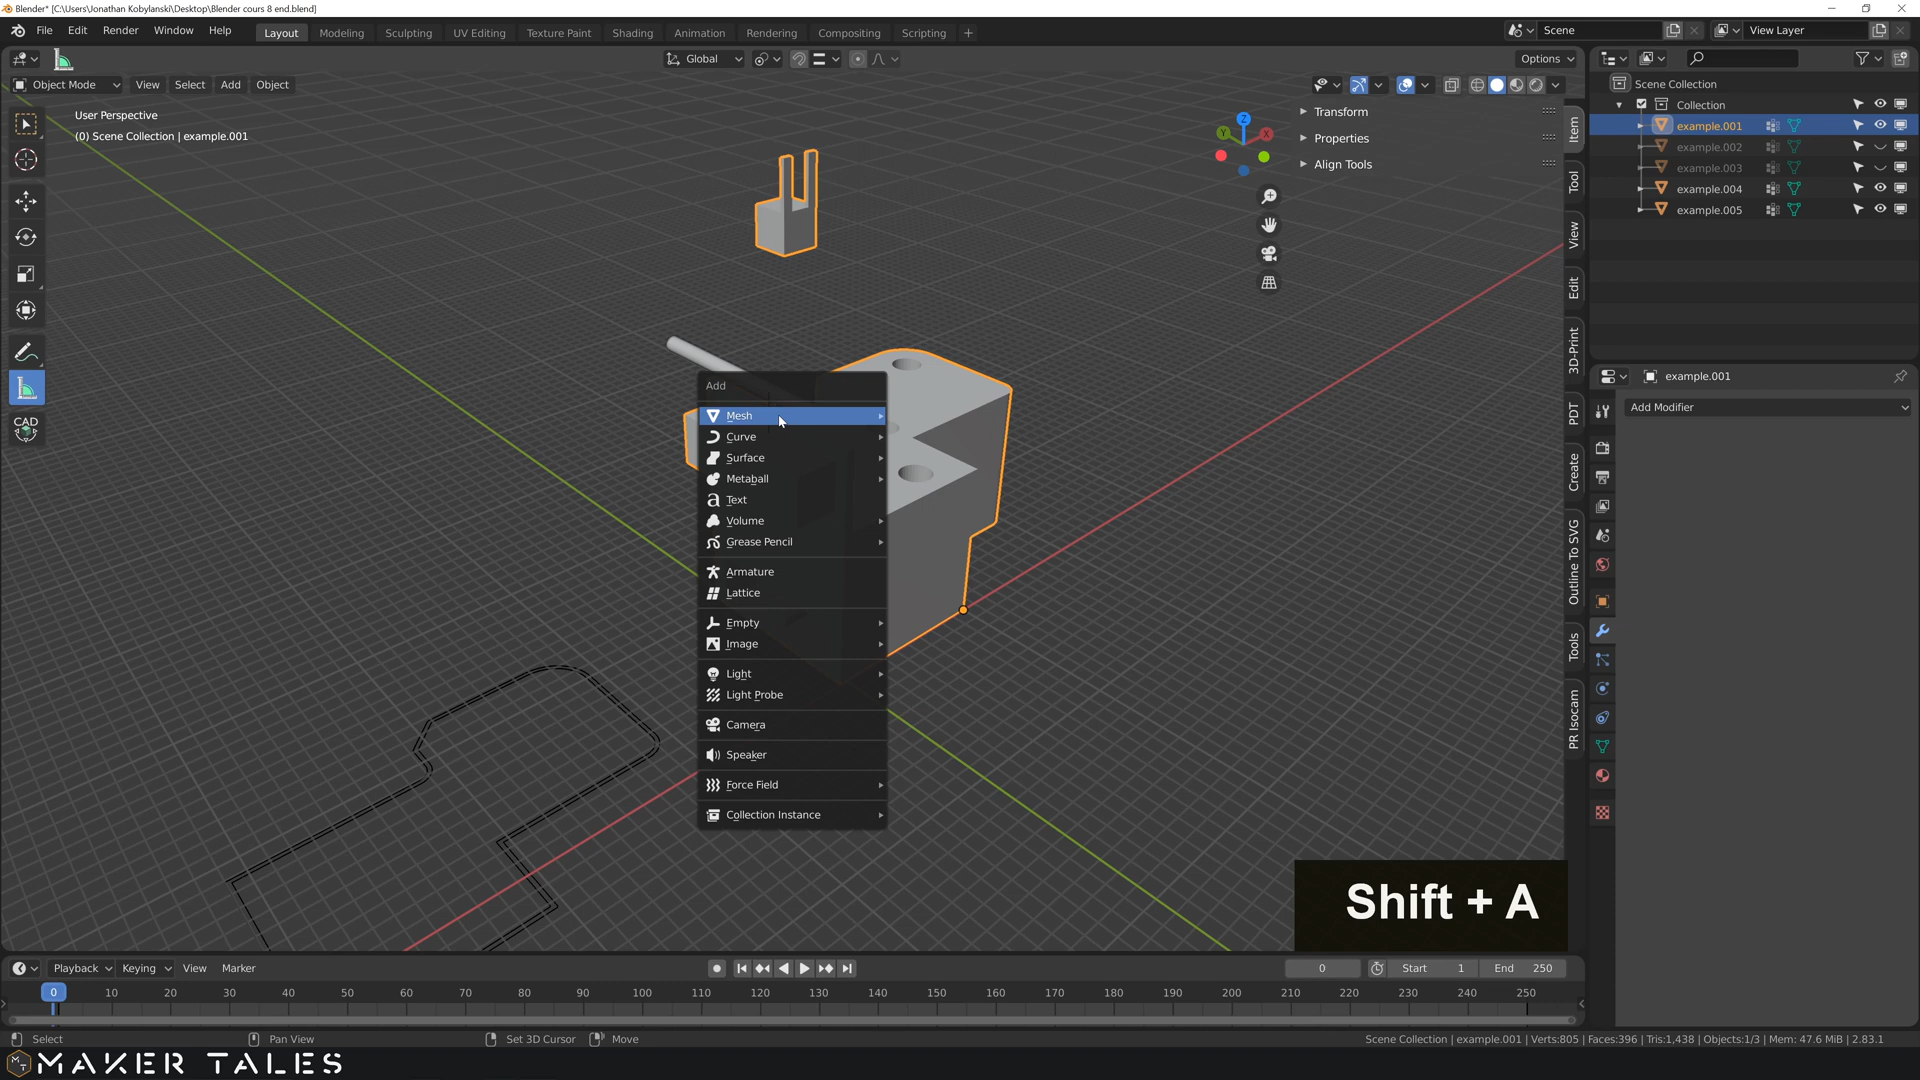 Blender* [C:\Users\Jonathan Kobylanski\Desktop\Blender cours 8 end.blend]
File Edit Render Window Help Layout Modeling Sculpting UV Editing Texture Paint Shading Animation Rendering Compositing Scripting + Scene View Layer
Global Options
Object Mode View Select Add Object
User Perspective
(0) Scene Collection | example.001
Z
Y X
Transform
Properties
Align Tools
Item
Tool
View
Edit
3D-Print
PDT
Create
Outline To SVG
Tools
PR Isocam
CAD
Scene Collection
Collection
example.001
example.002
example.003
example.004
example.005
example.001
Add Modifier
Add
Mesh
Curve
Surface
Metaball
Text
Volume
Grease Pencil
Armature
Lattice
Empty
Image
Light
Light Probe
Camera
Speaker
Force Field
Collection Instance
Shift + A
Playback Keying View Marker 0 Start 1 End 250
0 10 20 30 40 50 60 70 80 90 100 110 120 130 140 150 160 170 180 190 200 210 220 230 240 250
Select Pan View Set 3D Cursor Move Scene Collection | example.001 | Verts:805 | Faces:396 | Tris:1,438 | Objects:1/3 | Mem: 47.6 MiB | 2.83.1
MAKER TALES